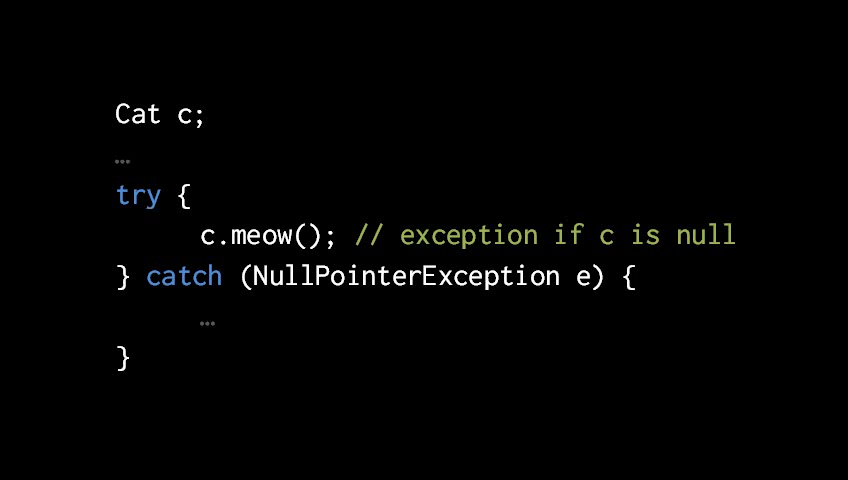 Cat c;
…
try {
c.meow(); // exception if c is null
} catch (NullPointerException e) {
…
}